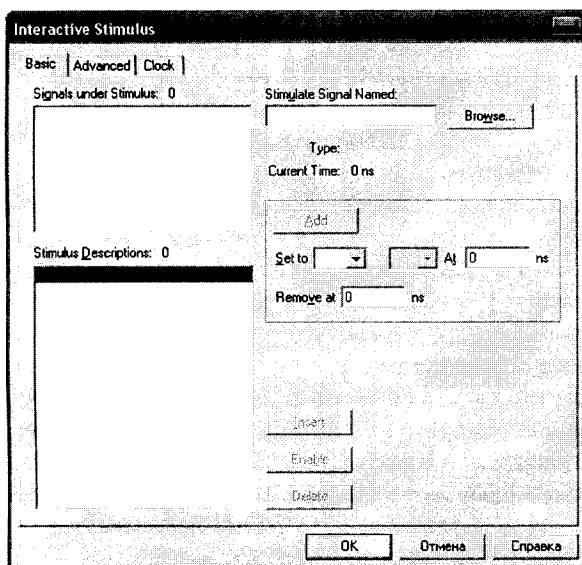 Interactive Stimulus
Basic Advanced Clock
Signals under Stimulus: 0
Stimulate Signal Named:
Browse...
Type:
Current Time: 0 ns
Add
Stimulus Descriptions: 0
Set to At 0 ns
Remove at 0 ns
Insert
Enable
Delete
OK Отмена Справка